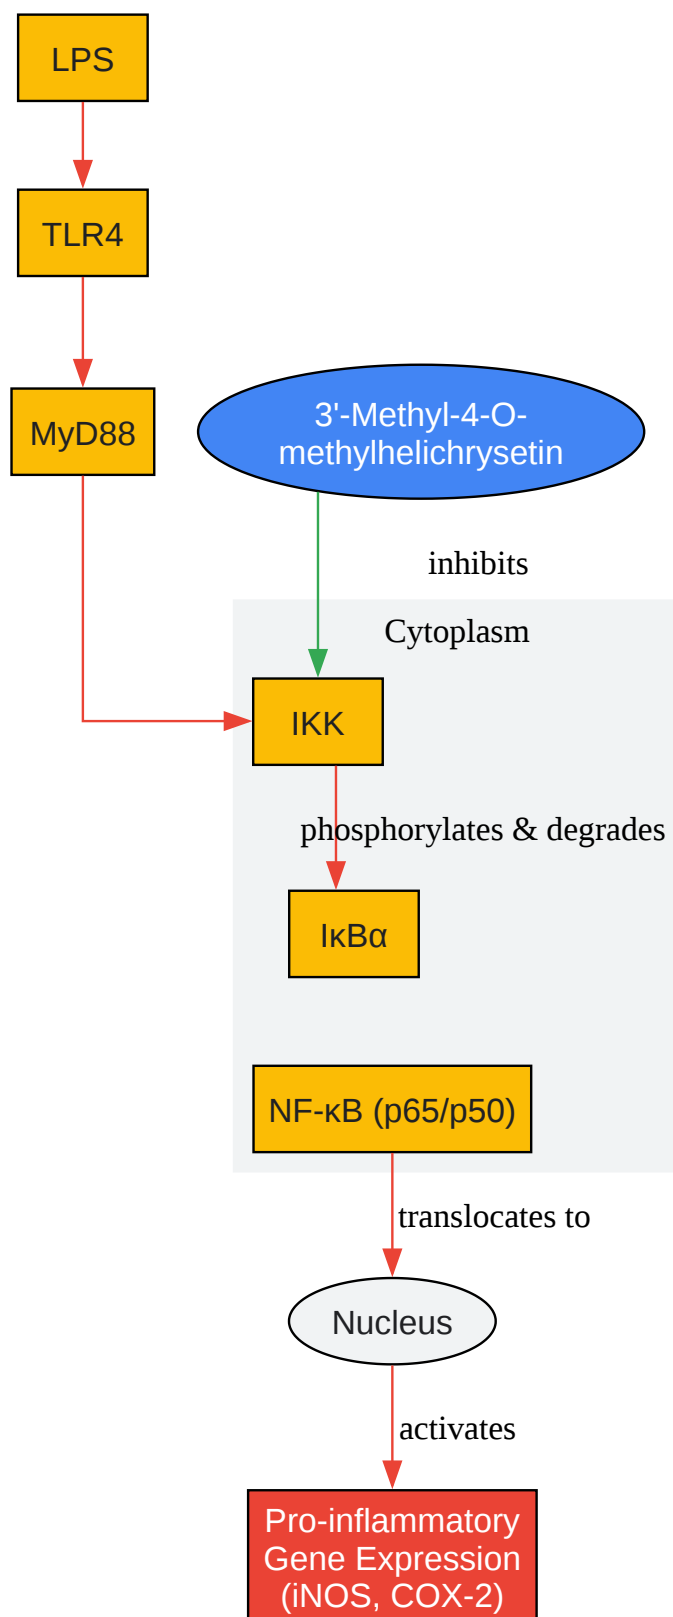 LPS
TLR4
MyD88
3'-Methyl-4-O-
methylhelichrysetin
inhibits
Cytoplasm
IKK
phosphorylates & degrades
IκBα
NF-κB (p65/p50)
translocates to
Nucleus
activates
Pro-inflammatory
Gene Expression
(iNOS, COX-2)